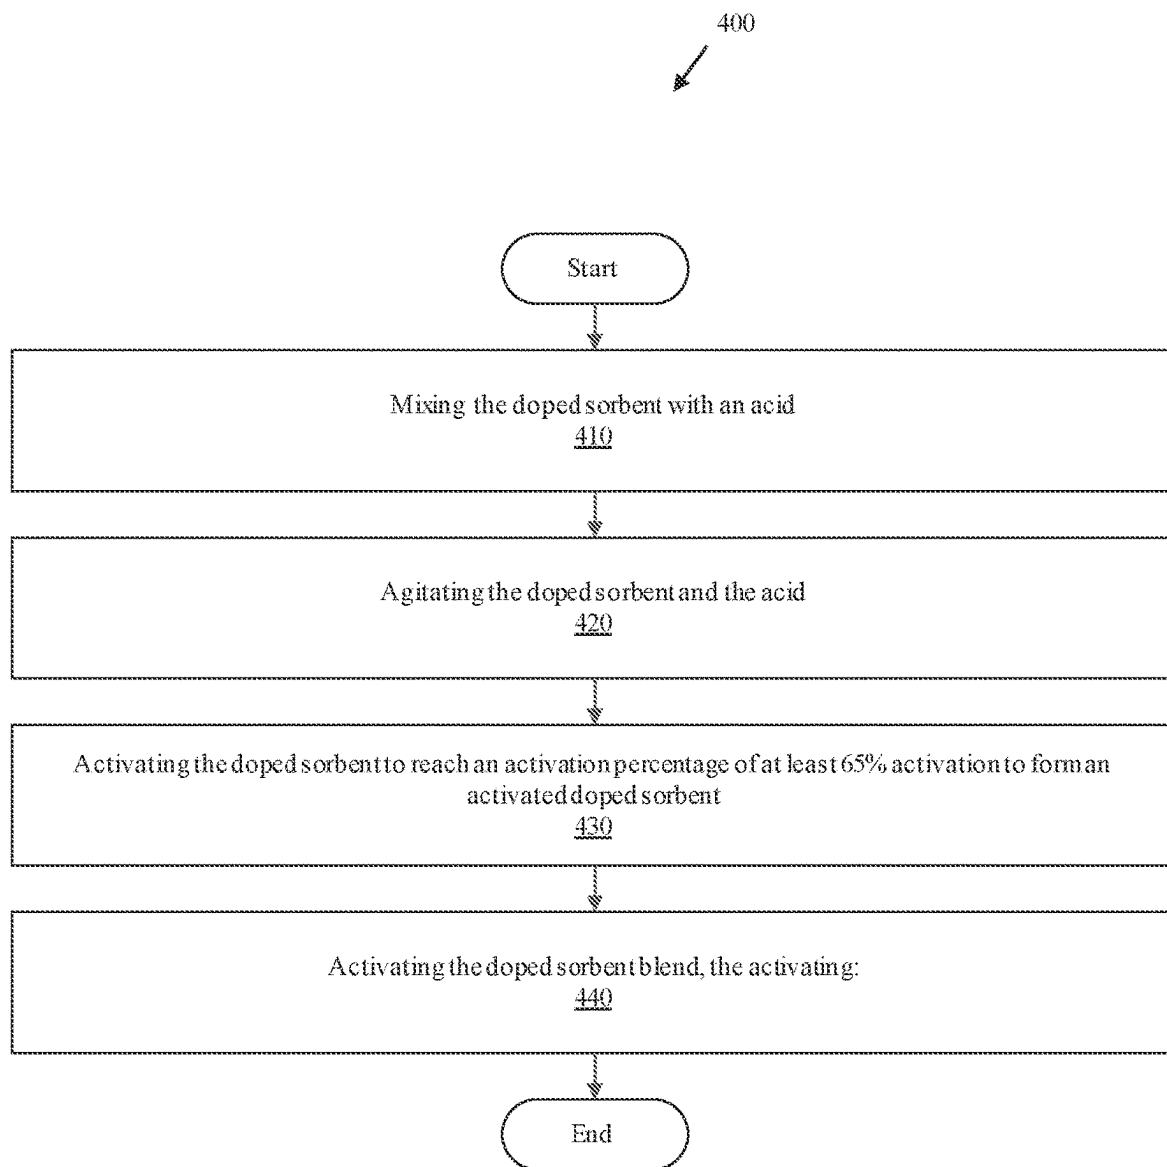 400
Start
Mixing the doped sorbent with an acid
410
Agitating the doped sorbent and the acid
420
Activating the doped sorbent to reach an activation percentage of at least 65% activation to form an
activated doped sorbent
430
Activating the doped sorbent blend, the activating:
440
End